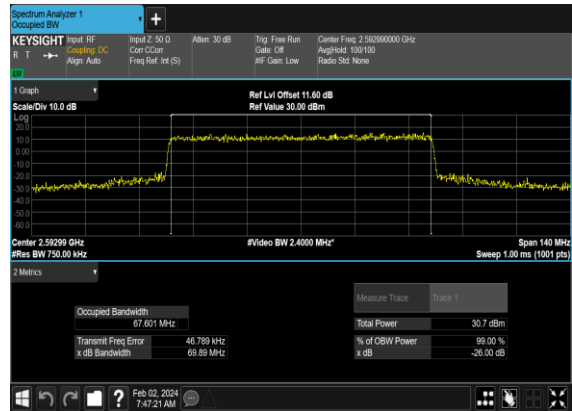 Spectrum Analyzer 1
Occupied BW
+
KEYSIGHT Input: RF Input Z: 50 Ω Atten: 30 dB Trig: Free Run Center Freq: 2.592990000 GHz
R T Coupling: DC Corr CCorr Gate: Off Avg|Hold: 100/100
Align: Auto Freq Ref: Int (S) #IF Gain: Low Radio Std: None
1 Graph
Ref Lvl Offset 11.60 dB
Scale/Div 10.0 dB Ref Value 30.00 dBm
Log
20.0
10.0
0.00
-10.0
-20.0
-30.0
-40.0
-50.0
-60.0
Center 2.59299 GHz #Video BW 2.4000 MHz* Span 140 MHz
#Res BW 750.00 kHz Sweep 1.00 ms (1001 pts)
2 Metrics
Measure Trace Trace 1
Occupied Bandwidth
67.601 MHz Total Power 30.7 dBm
Transmit Freq Error 46.789 kHz % of OBW Power 99.00 %
x dB Bandwidth 69.89 MHz x dB -26.00 dB
? Feb 02, 2024
7:47:21 AM